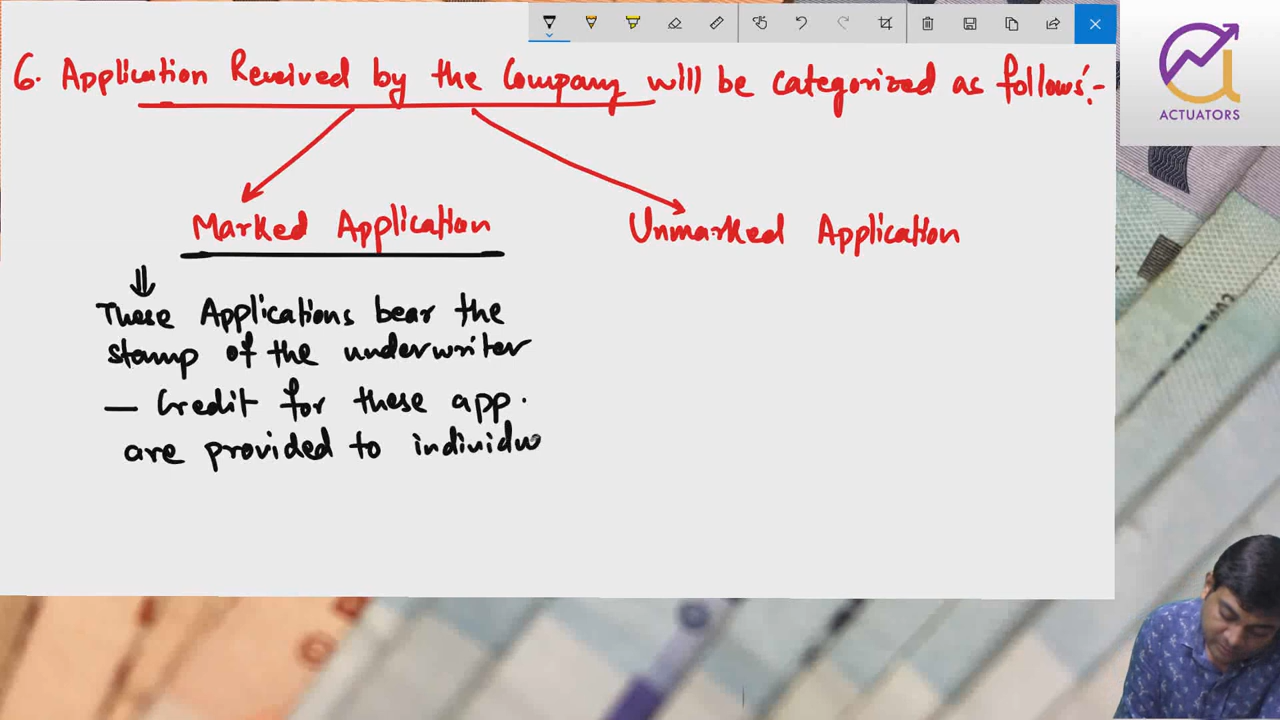 6. Application Received by the Company will be categorized as follows:-
Marked Application
Unmarked Application
These Applications bear the
stamp of the underwriter
— Credit for these app.
are provided to individu
ACTUATORS